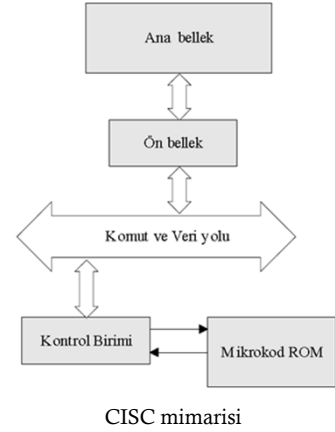 Ana bellek
Ön bellek
Komut ve Veri yolu
Kontrol Birimi
Mikrokod ROM
CISC mimarisi